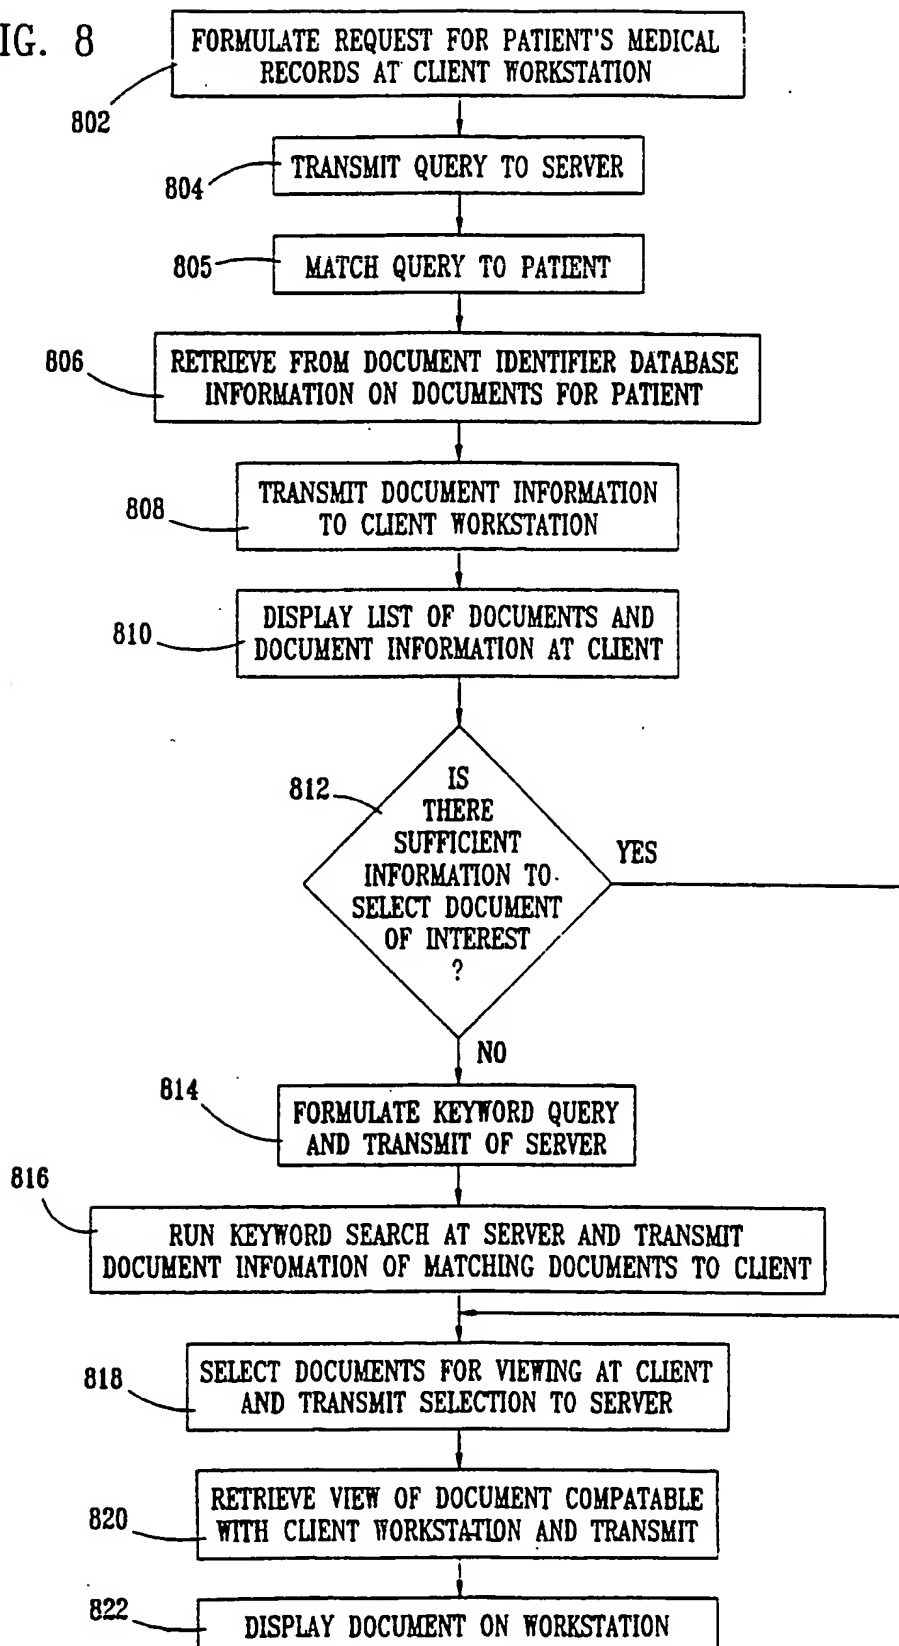 IG. 8
FORMULATE REQUEST FOR PATIENT'S MEDICAL
RECORDS AT CLIENT WORKSTATION
802
TRANSMIT QUERY TO SERVER
804
MATCH QUERY TO PATIENT
805
RETRIEVE FROM DOCUMENT IDENTIFIER DATABASE
INFORMATION ON DOCUMENTS FOR PATIENT
806
TRANSMIT DOCUMENT INFORMATION
TO CLIENT WORKSTATION
808
DISPLAY LIST OF DOCUMENTS AND
DOCUMENT INFORMATION AT CLIENT
810
812
IS
THERE
SUFFICIENT
INFORMATION TO
SELECT DOCUMENT
OF INTEREST
?
YES
NO
814
FORMULATE KEYWORD QUERY
AND TRANSMIT OF SERVER
816
RUN KEYWORD SEARCH AT SERVER AND TRANSMIT
DOCUMENT INFOMATION OF MATCHING DOCUMENTS TO CLIENT
818
SELECT DOCUMENTS FOR VIEWING AT CLIENT
AND TRANSMIT SELECTION TO SERVER
820
RETRIEVE VIEW OF DOCUMENT COMPATABLE
WITH CLIENT WORKSTATION AND TRANSMIT
822
DISPLAY DOCUMENT ON WORKSTATION